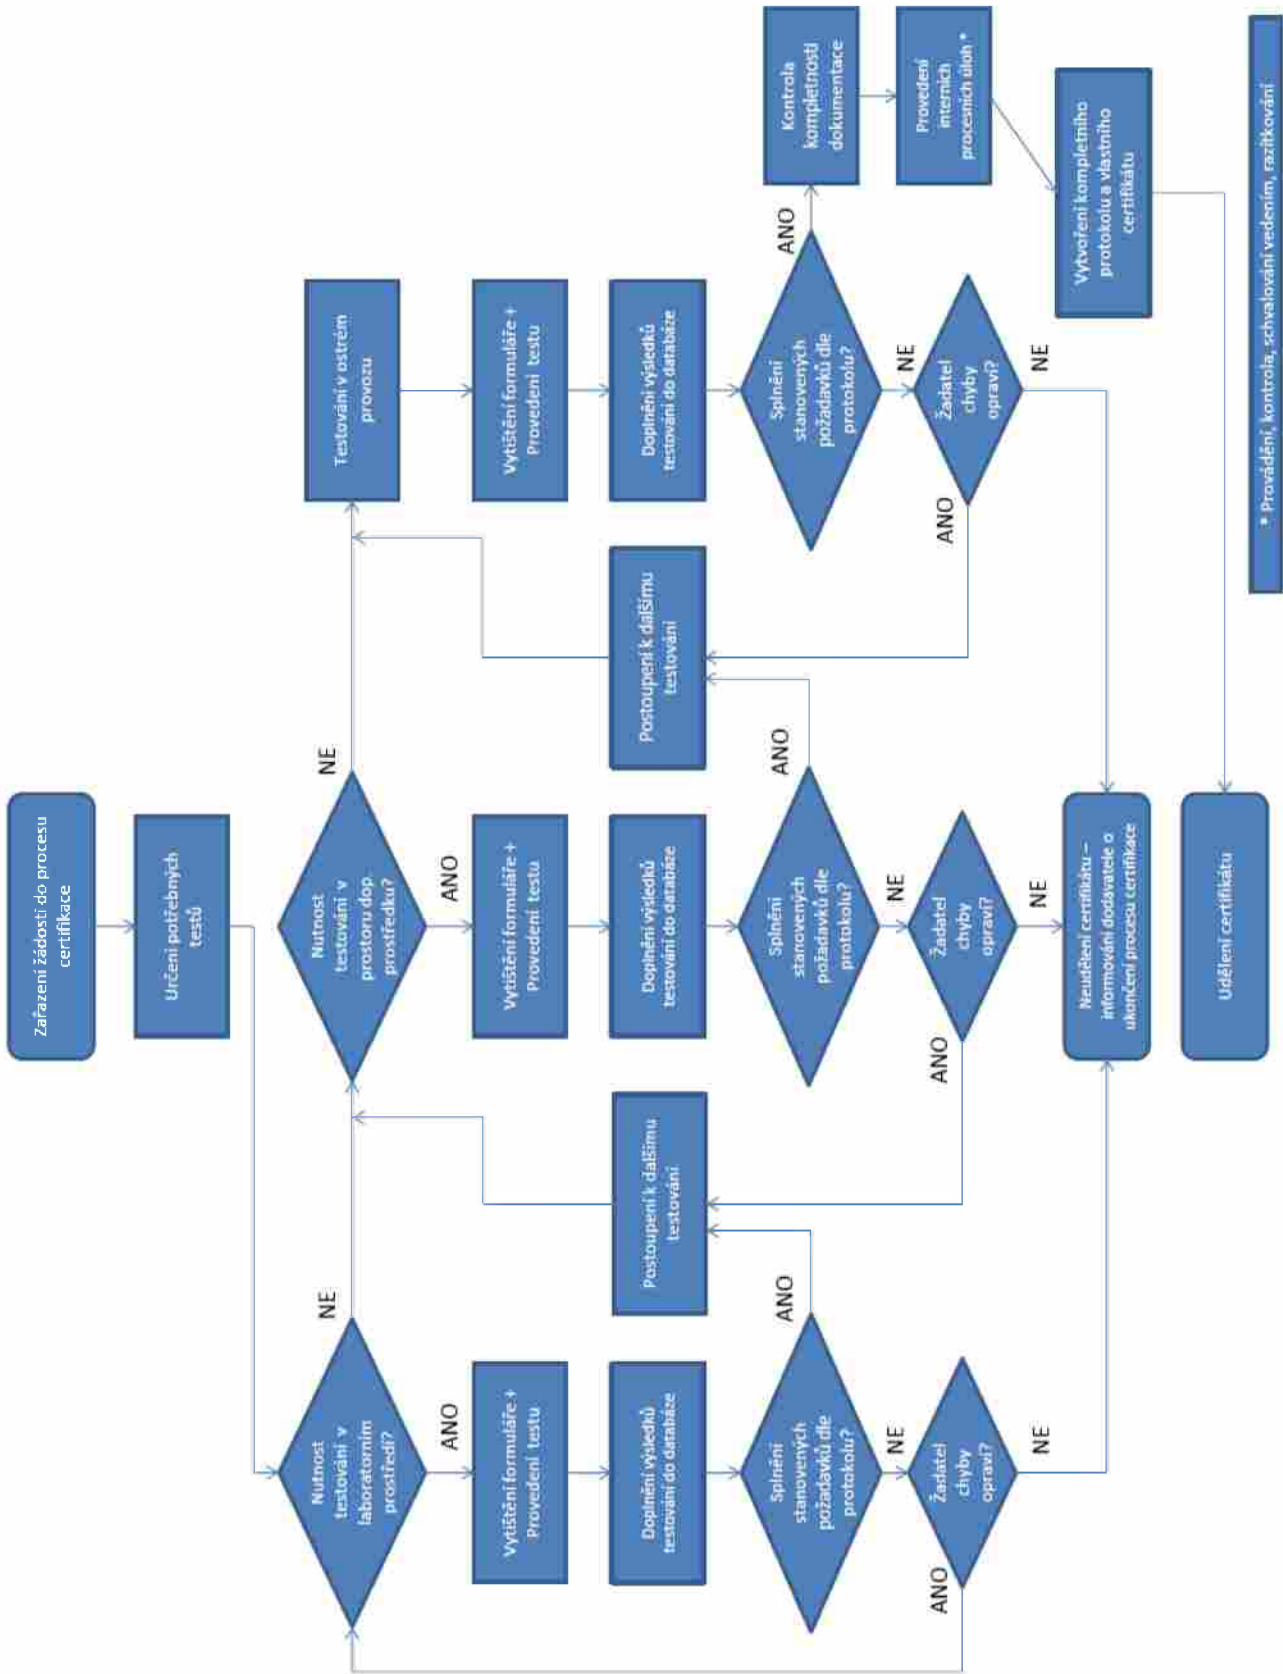 Zařazení žádosti do procesu
certifikace
Určení potřebných
testů
Nutnost
testování v
laboratorním
prostředí?
NE
ANO
Vytištění formuláře +
Provedení testu
Doplnění výsledků
testování do databáze
Splnění
stanovených
požadavků dle
protokolu?
ANO
NE
Žadatel
chyby
opraví?
ANO
NE
Postoupení k dalšímu
testování
Nutnost
testování v
prostoru dop.
prostředku?
NE
ANO
Vytištění formuláře +
Provedení testu
Doplnění výsledků
testování do databáze
Splnění
stanovených
požadavků dle
protokolu?
ANO
NE
Žadatel
chyby
opraví?
ANO
NE
Postoupení k dalšímu
testování
Testování v ostrém
provozu
Vytištění formuláře +
Provedení testu
Doplnění výsledků
testování do databáze
Splnění
stanovených
požadavků dle
protokolu?
ANO
NE
Žadatel
chyby
opraví?
ANO
NE
Kontrola
kompletnosti
dokumentace
Provedení
interních
procesních úloh *
Vytvoření kompletního
protokolu a vlastního
certifikátu
Neudělení certifikátu –
informování dodavatele o
ukončení procesu certifikace
Udělení certifikátu
* Provádění, kontrola, schvalování vedením, razítkování